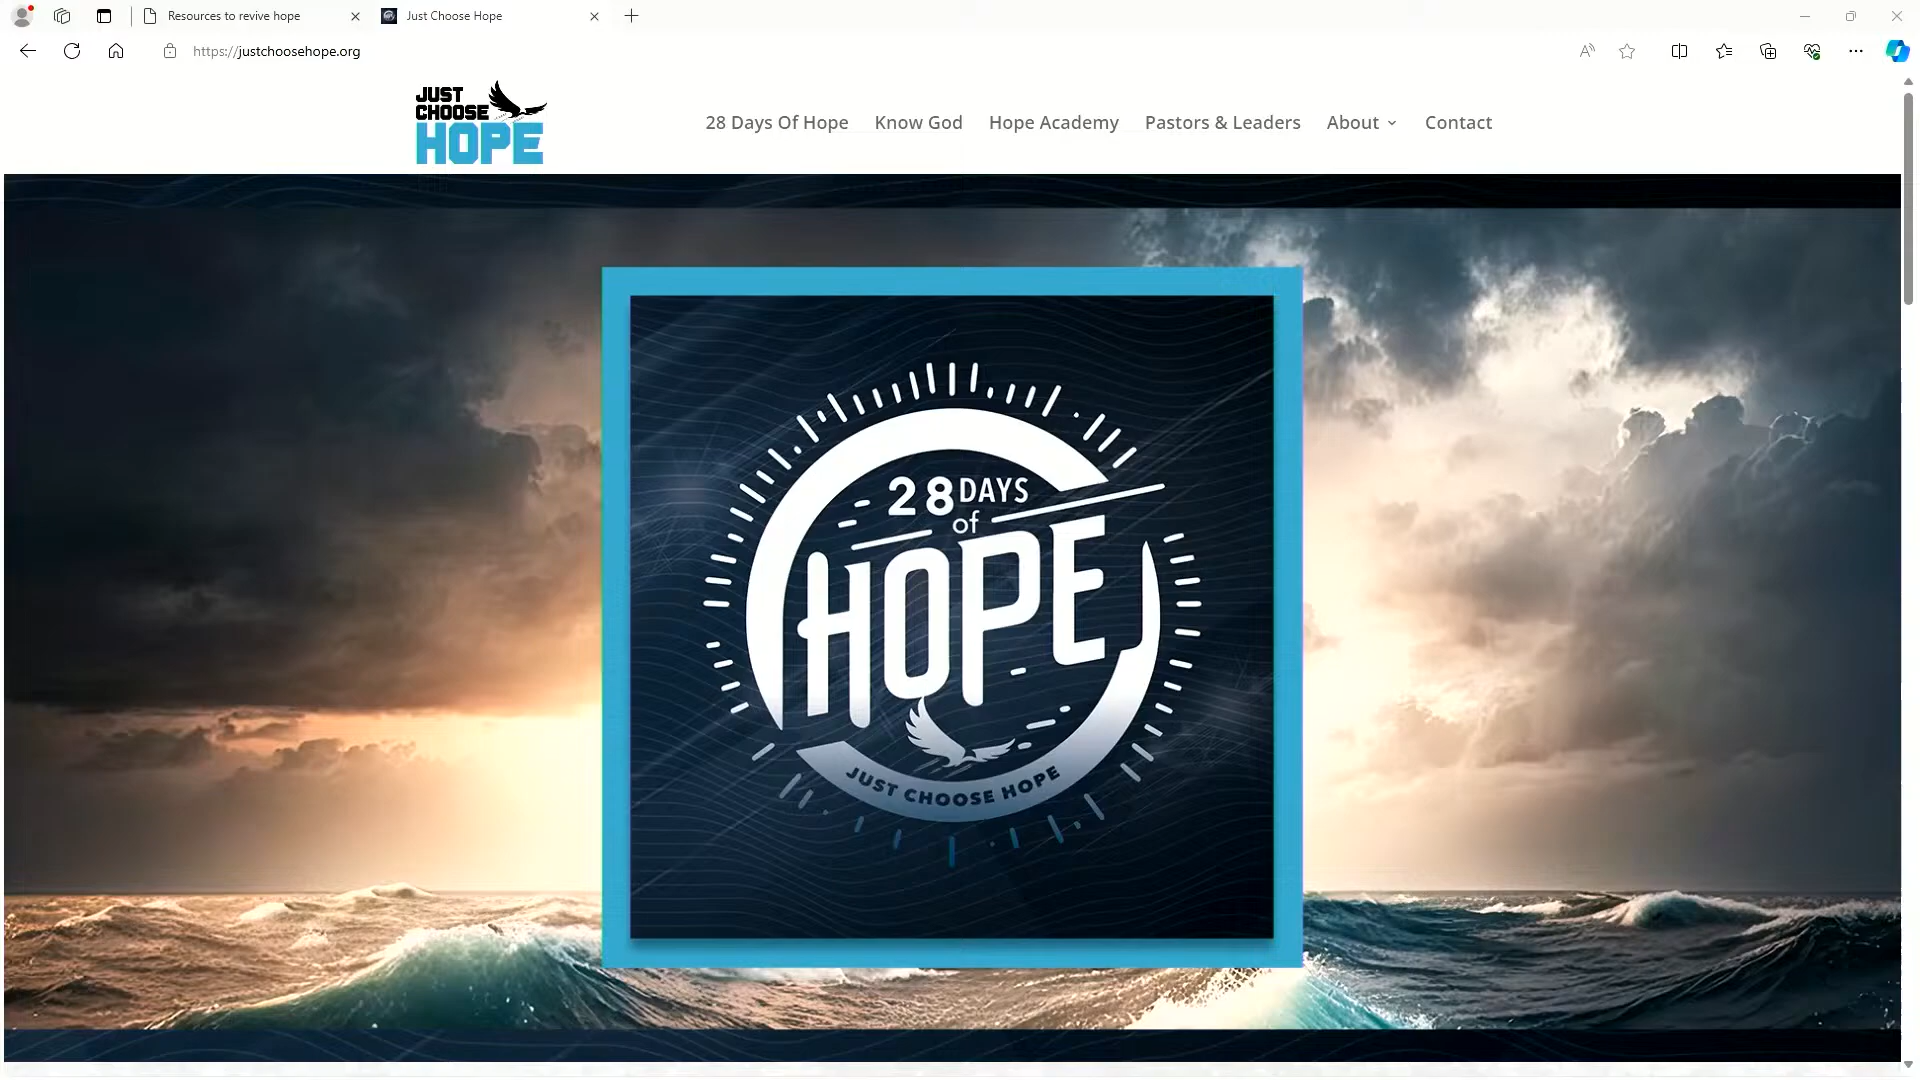 Resources to revive hope
Just Choose Hope
https://justchoosehope.org
JUST
CHOOSE
HOPE
28 Days Of Hope
Know God
Hope Academy
Pastors & Leaders
About
Contact
28 DAYS
of
HOPE
JUST CHOOSE HOPE